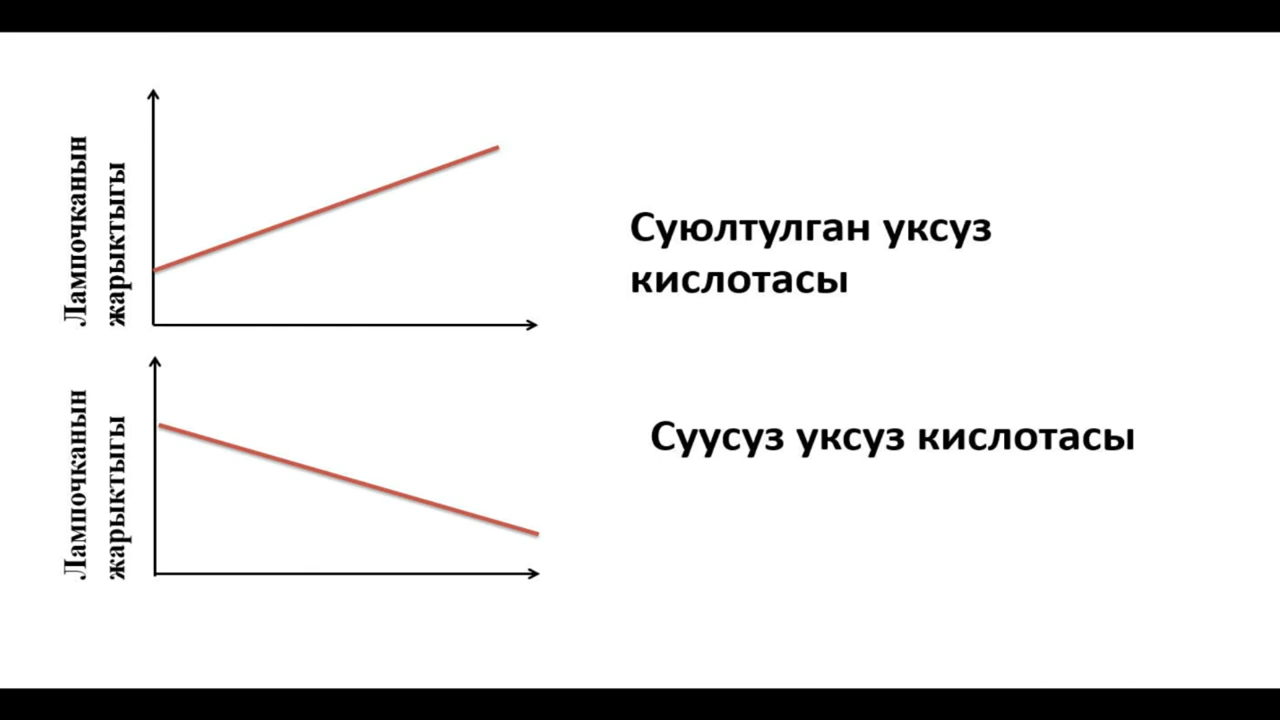 Лампочканын
жарыктыгы
Суюлтулган уксуз
кислотасы
Лампочканын
жарыктыгы
Суусуз уксуз кислотасы